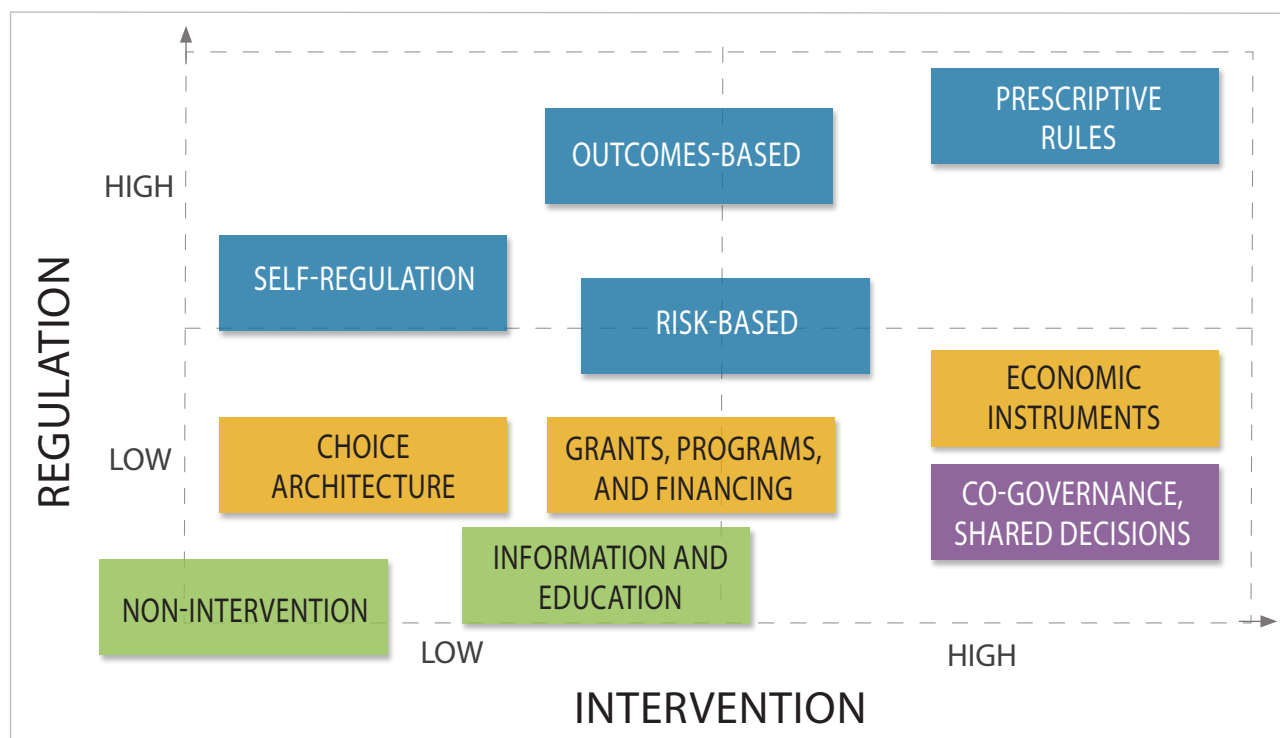 PRESCRIPTIVE
RULES
OUTCOMES-BASED
HIGH
SELF-REGULATION
RISK-BASED
REGULATION
ECONOMIC
INSTRUMENTS
LOW
CHOICE
ARCHITECTURE
GRANTS, PROGRAMS,
AND FINANCING
CO-GOVERNANCE,
SHARED DECISIONS
INFORMATION AND
EDUCATION
NON-INTERVENTION
LOW
HIGH
INTERVENTION